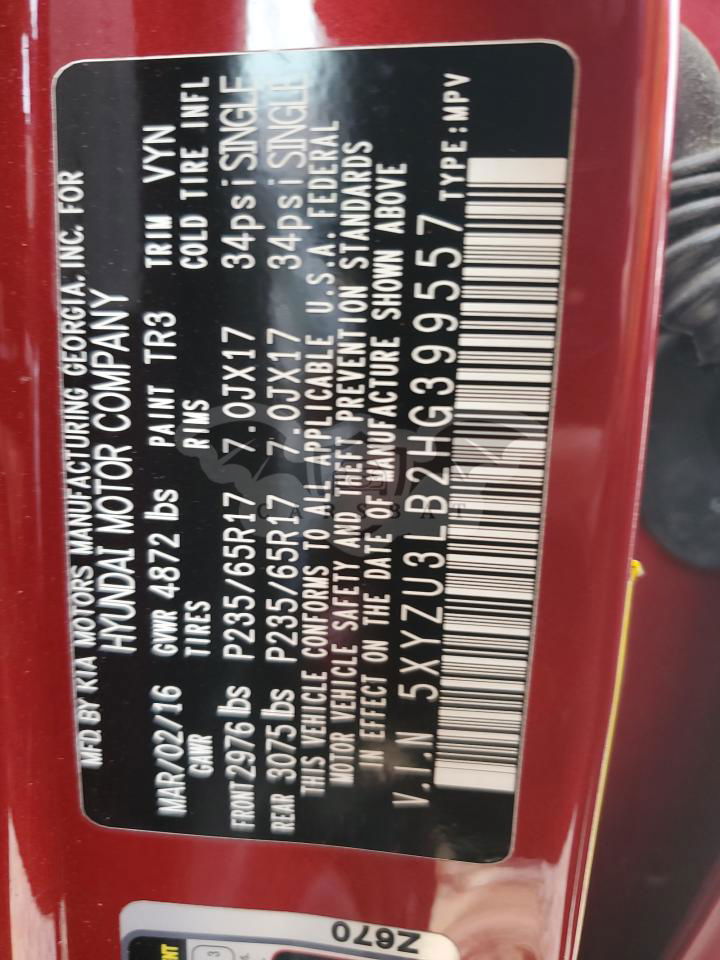 MFD. BY KIA MOTORS MANUFACTURING GEORGIA, INC. FOR
HYUNDAI MOTOR COMPANY
MAR/02/16 GVWR 4872 lbs PAINT TR3 TRIM VYN
GAWR TIRES RIMS COLD TIRE INFL
FRONT 2976 lbs P235/65R17 7.0JX17 34psi SINGLE
REAR 3075 lbs P235/65R17 7.0JX17 34psi SINGLE
THIS VEHICLE CONFORMS TO ALL APPLICABLE U.S.A. FEDERAL
MOTOR VEHICLE SAFETY AND THEFT PREVENTION STANDARDS
IN EFFECT ON THE DATE OF MANUFACTURE SHOWN ABOVE
V.I.N 5XYZU3LB2HG399557 TYPE:MPV
CARSBAT
Z670
3